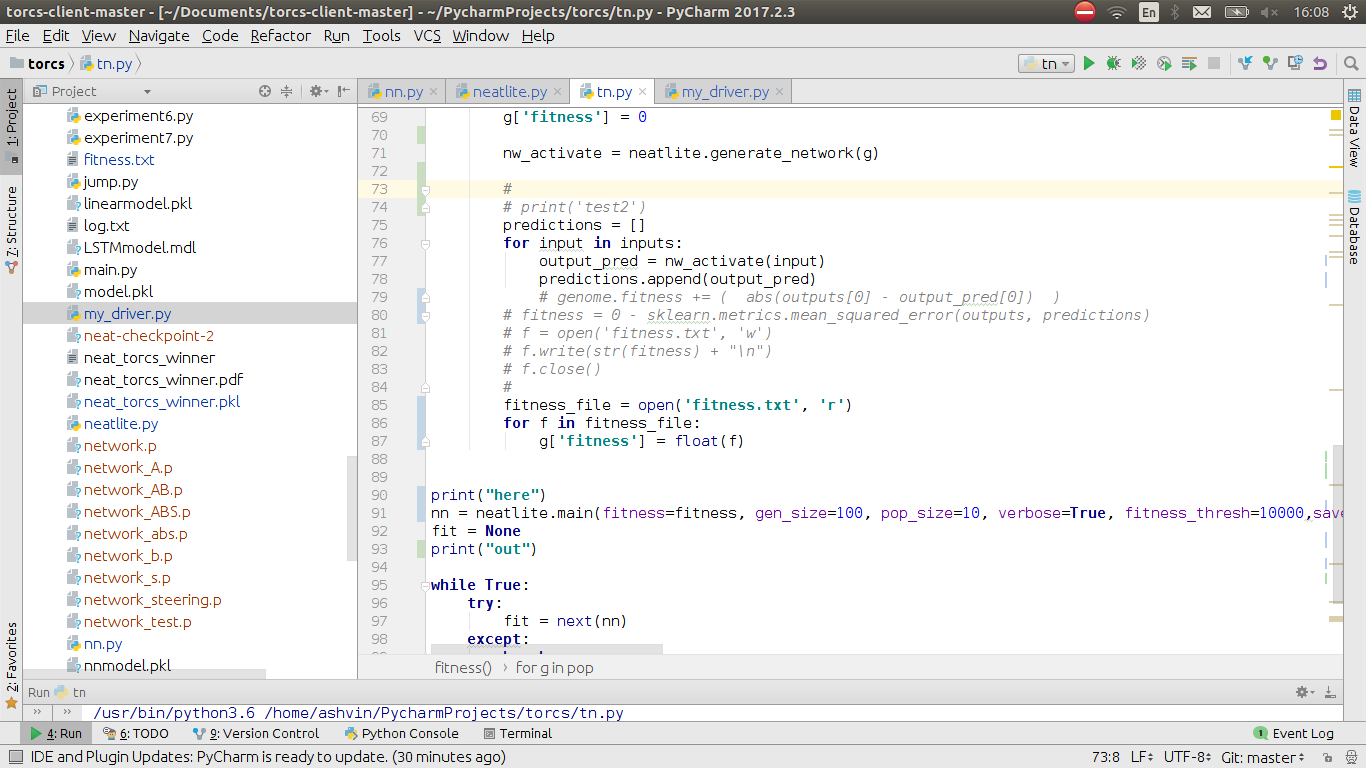 torcs-client-master - [~/Documents/torcs-client-master] - ~/PycharmProjects/torcs/tn.py - PyCharm 2017.2.3
En
16:08
File Edit View Navigate Code Refactor Run Tools VCS Window Help
torcs tn.py
tn
1: Project
7: Structure
2: Favorites
Project
nn.py
neatlite.py
tn.py
my_driver.py
Data View
Database
experiment6.py
experiment7.py
fitness.txt
jump.py
linearmodel.pkl
log.txt
LSTMmodel.mdl
main.py
model.pkl
my_driver.py
neat-checkpoint-2
neat_torcs_winner
neat_torcs_winner.pdf
neat_torcs_winner.pkl
neatlite.py
network.p
network_A.p
network_AB.p
network_ABS.p
network_abs.p
network_b.p
network_s.p
network_steering.p
network_test.p
nn.py
nnmodel.pkl
69 g['fitness'] = 0
70
71 nw_activate = neatlite.generate_network(g)
72
73 #
74 # print('test2')
75 predictions = []
76 for input in inputs:
77 output_pred = nw_activate(input)
78 predictions.append(output_pred)
79 # genome.fitness += ( abs(outputs[0] - output_pred[0]) )
80 # fitness = 0 - sklearn.metrics.mean_squared_error(outputs, predictions)
81 # f = open('fitness.txt', 'w')
82 # f.write(str(fitness) + "\n")
83 # f.close()
84 #
85 fitness_file = open('fitness.txt', 'r')
86 for f in fitness_file:
87 g['fitness'] = float(f)
88
89
90 print("here")
91 nn = neatlite.main(fitness=fitness, gen_size=100, pop_size=10, verbose=True, fitness_thresh=10000,save
92 fit = None
93 print("out")
94
95 while True:
96 try:
97 fit = next(nn)
98 except:
fitness() › for g in pop
Run tn
/usr/bin/python3.6 /home/ashvin/PycharmProjects/torcs/tn.py
4: Run 6: TODO 9: Version Control Python Console Terminal 1 Event Log
IDE and Plugin Updates: PyCharm is ready to update. (30 minutes ago) 73:8 LF UTF-8 Git: master